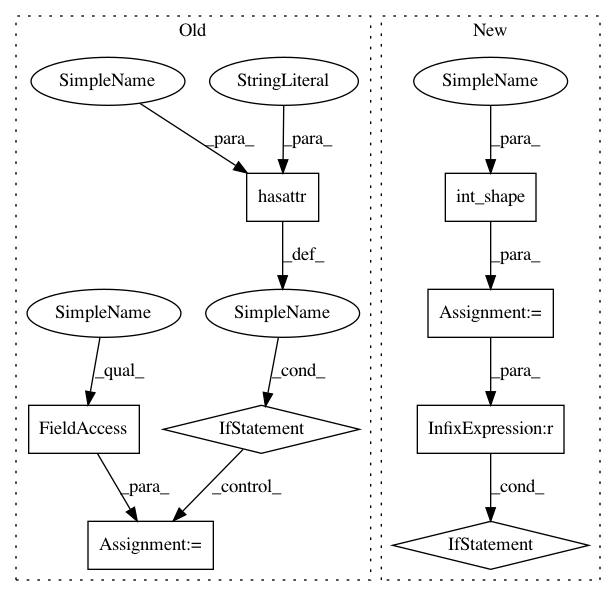 Old
New
SimpleName
StringLiteral
SimpleName
_para_
_para_
_para_
hasattr
int_shape
_def_
_para_
SimpleName
SimpleName
Assignment:=
_qual_
_cond_
_para_
FieldAccess
IfStatement
InfixExpression:r
_para_
_control_
_cond_
Assignment:=
IfStatement